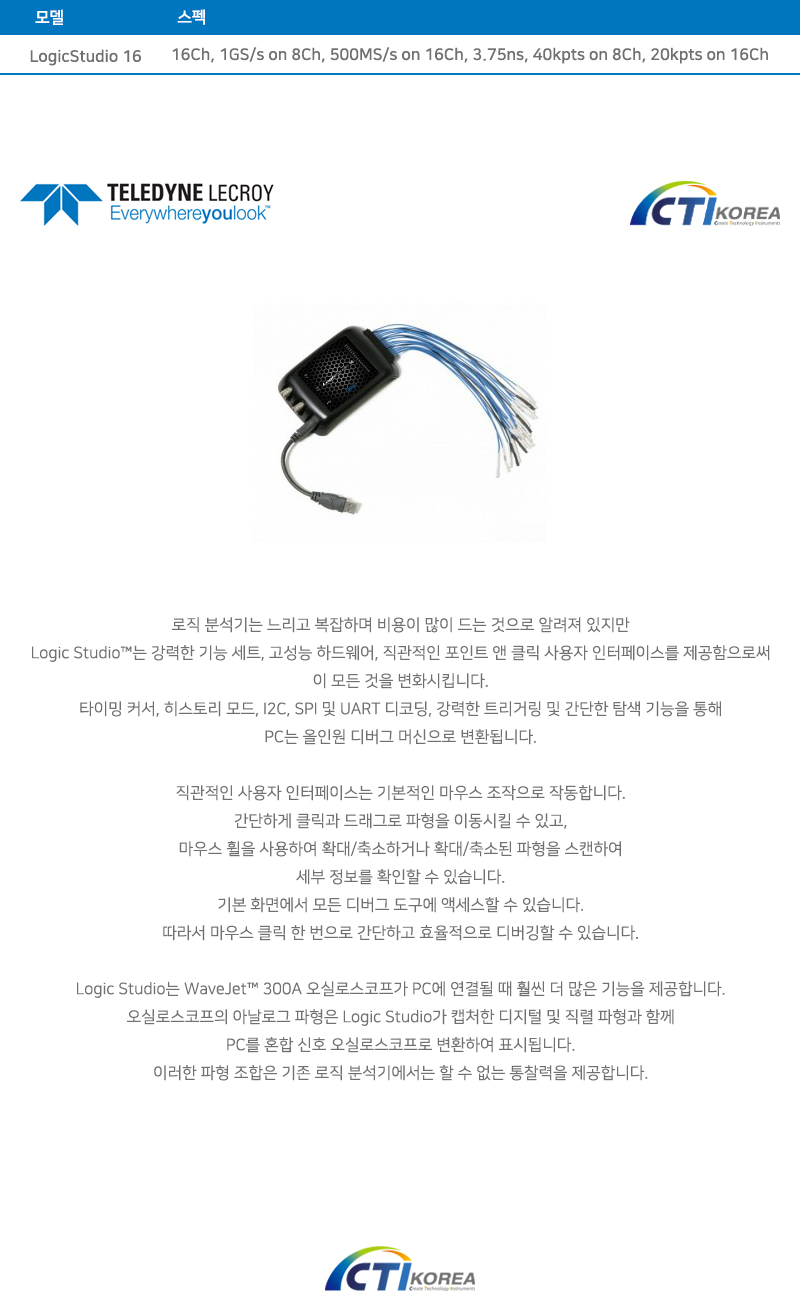 모델 스펙
LogicStudio 16 16Ch, 1GS/s on 8Ch, 500MS/s on 16Ch, 3.75ns, 40kpts on 8Ch, 20kpts on 16Ch
TELEDYNE LECROY
Everywhereyoulook™
CTI KOREA
Create Technology Instruments
로직 분석기는 느리고 복잡하며 비용이 많이 드는 것으로 알려져 있지만
Logic Studio™는 강력한 기능 세트, 고성능 하드웨어, 직관적인 포인트 앤 클릭 사용자 인터페이스를 제공함으로써
이 모든 것을 변화시킵니다.
타이밍 커서, 히스토리 모드, I2C, SPI 및 UART 디코딩, 강력한 트리거링 및 간단한 탐색 기능을 통해
PC는 올인원 디버그 머신으로 변환됩니다.
직관적인 사용자 인터페이스는 기본적인 마우스 조작으로 작동합니다.
간단하게 클릭과 드래그로 파형을 이동시킬 수 있고,
마우스 휠을 사용하여 확대/축소하거나 확대/축소된 파형을 스캔하여
세부 정보를 확인할 수 있습니다.
기본 화면에서 모든 디버그 도구에 액세스할 수 있습니다.
따라서 마우스 클릭 한 번으로 간단하고 효율적으로 디버깅할 수 있습니다.
Logic Studio는 WaveJet™ 300A 오실로스코프가 PC에 연결될 때 훨씬 더 많은 기능을 제공합니다.
오실로스코프의 아날로그 파형은 Logic Studio가 캡처한 디지털 및 직렬 파형과 함께
PC를 혼합 신호 오실로스코프로 변환하여 표시됩니다.
이러한 파형 조합은 기존 로직 분석기에서는 할 수 없는 통찰력을 제공합니다.
CTI KOREA
Create Technology Instruments